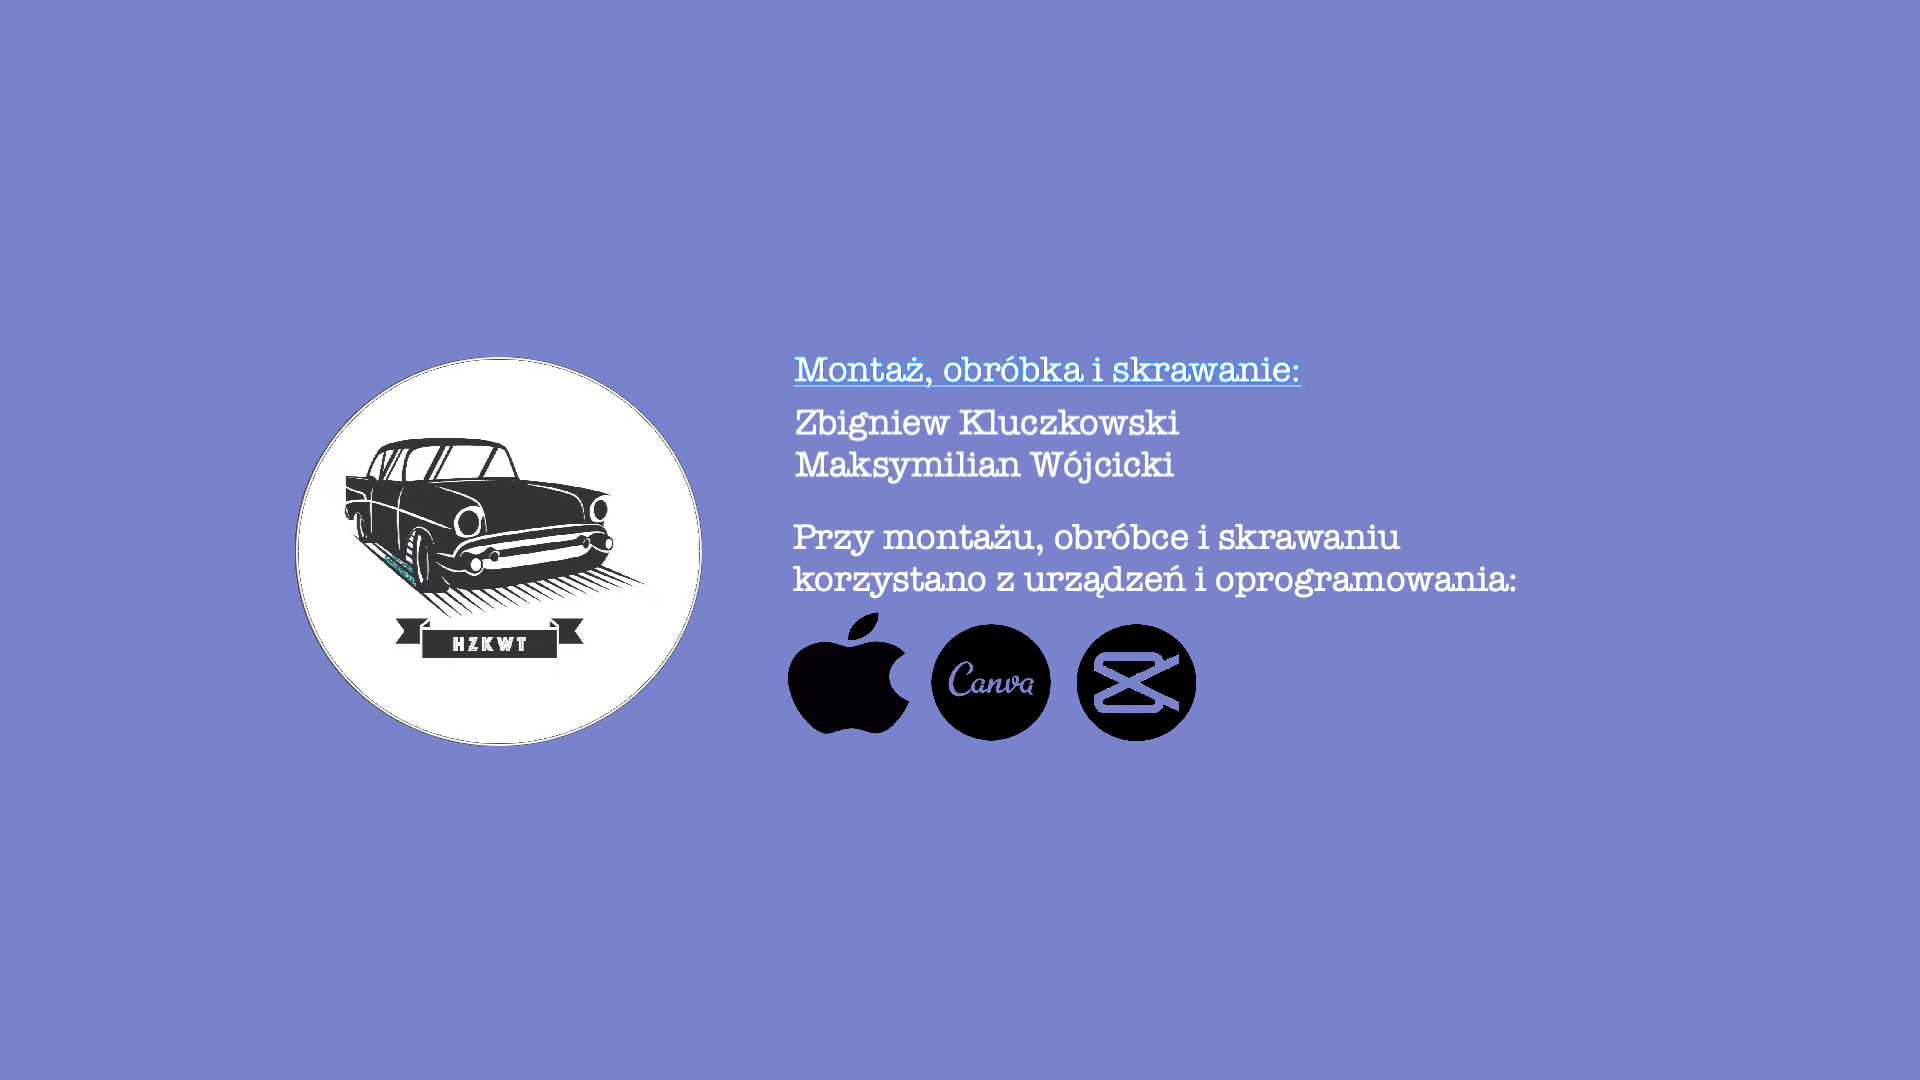 Montaż, obróbka i skrawanie:
Zbigniew Kluczkowski
Maksymilian Wójcicki
Przy montażu, obróbce i skrawaniu
korzystano z urządzeń i oprogramowania:
HZKWT
Canva